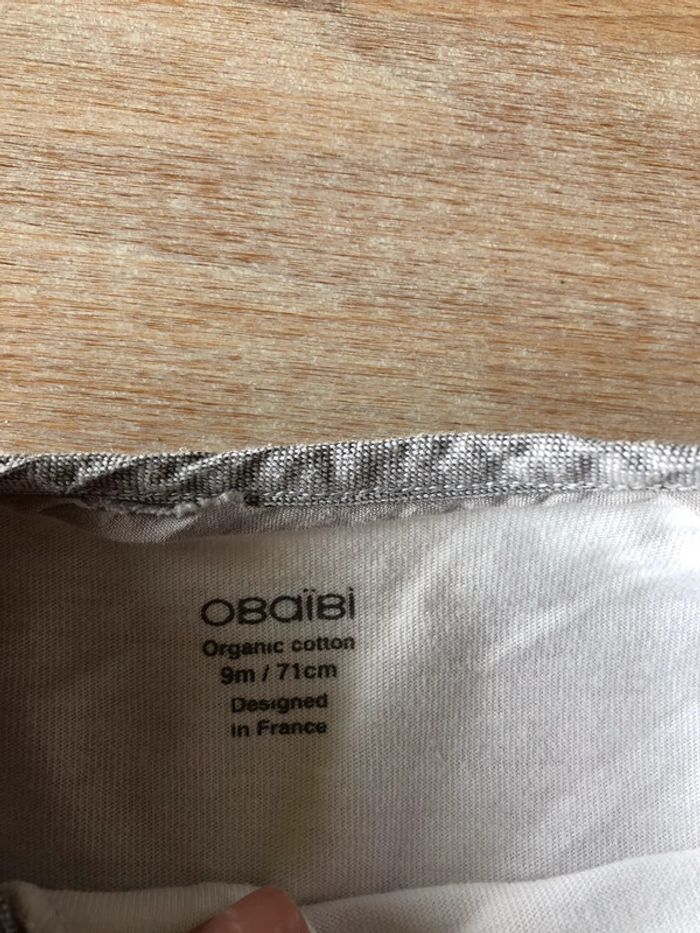 OBaïBi
Organic cotton
9m / 71cm
Designed
in France